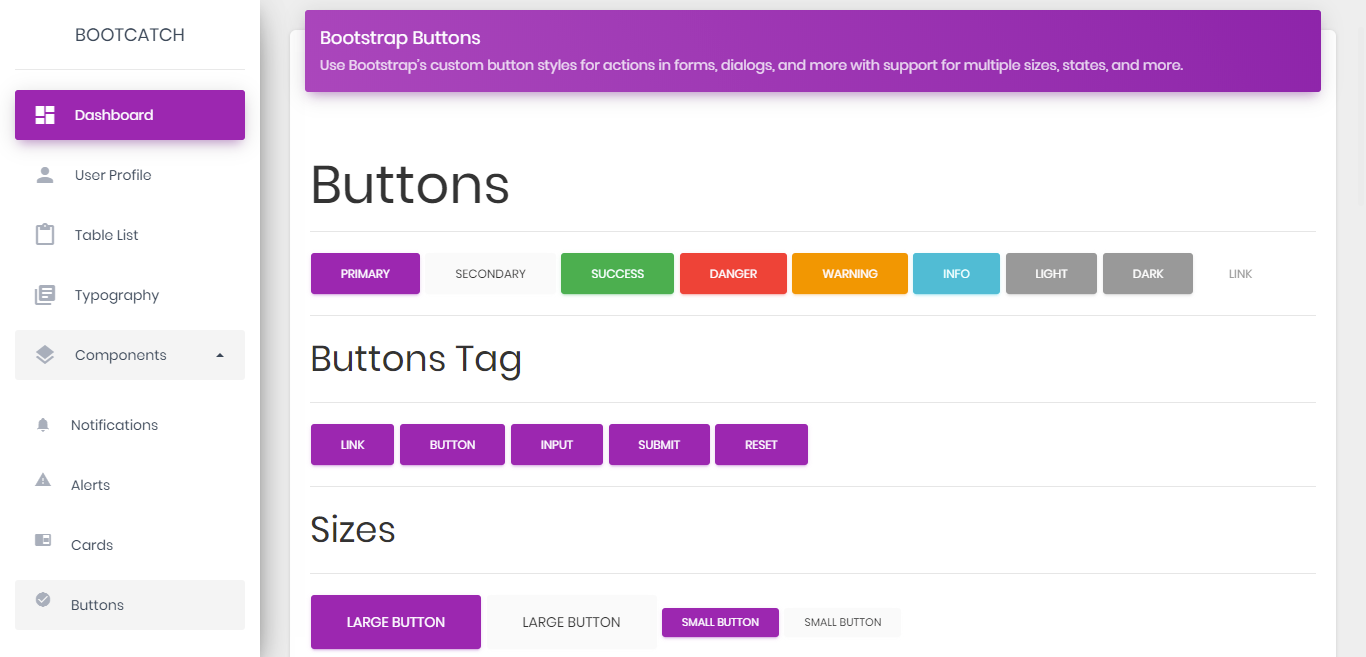 BOOTCATCH
Dashboard
User Profile
Table List
Typography
Components
Notifications
Alerts
Cards
Buttons
Bootstrap Buttons
Use Bootstrap's custom button styles for actions in forms, dialogs, and more with support for multiple sizes, states, and more.
Buttons
PRIMARY SECONDARY SUCCESS DANGER WARNING INFO LIGHT DARK LINK
Buttons Tag
LINK BUTTON INPUT SUBMIT RESET
Sizes
LARGE BUTTON LARGE BUTTON SMALL BUTTON SMALL BUTTON